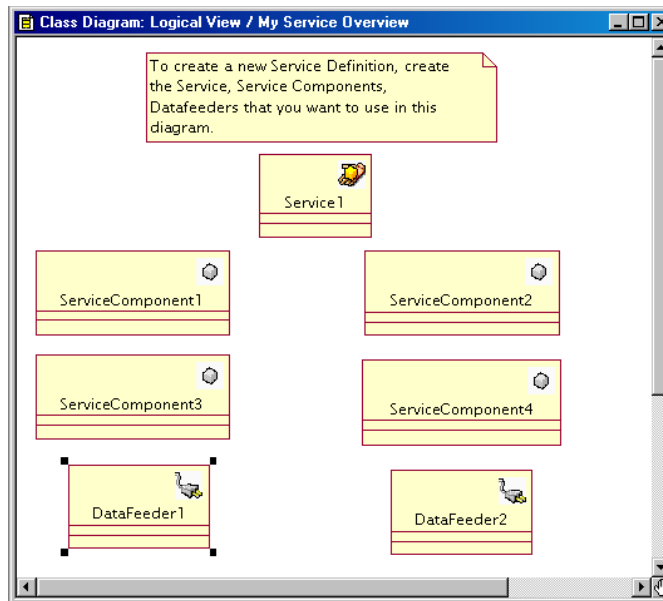 Class Diagram: Logical View / My Service Overview
To create a new Service Definition, create
the Service, Service Components,
Datafeeders that you want to use in this
diagram.
Service1
ServiceComponent1
ServiceComponent2
ServiceComponent3
ServiceComponent4
DataFeeder1
DataFeeder2